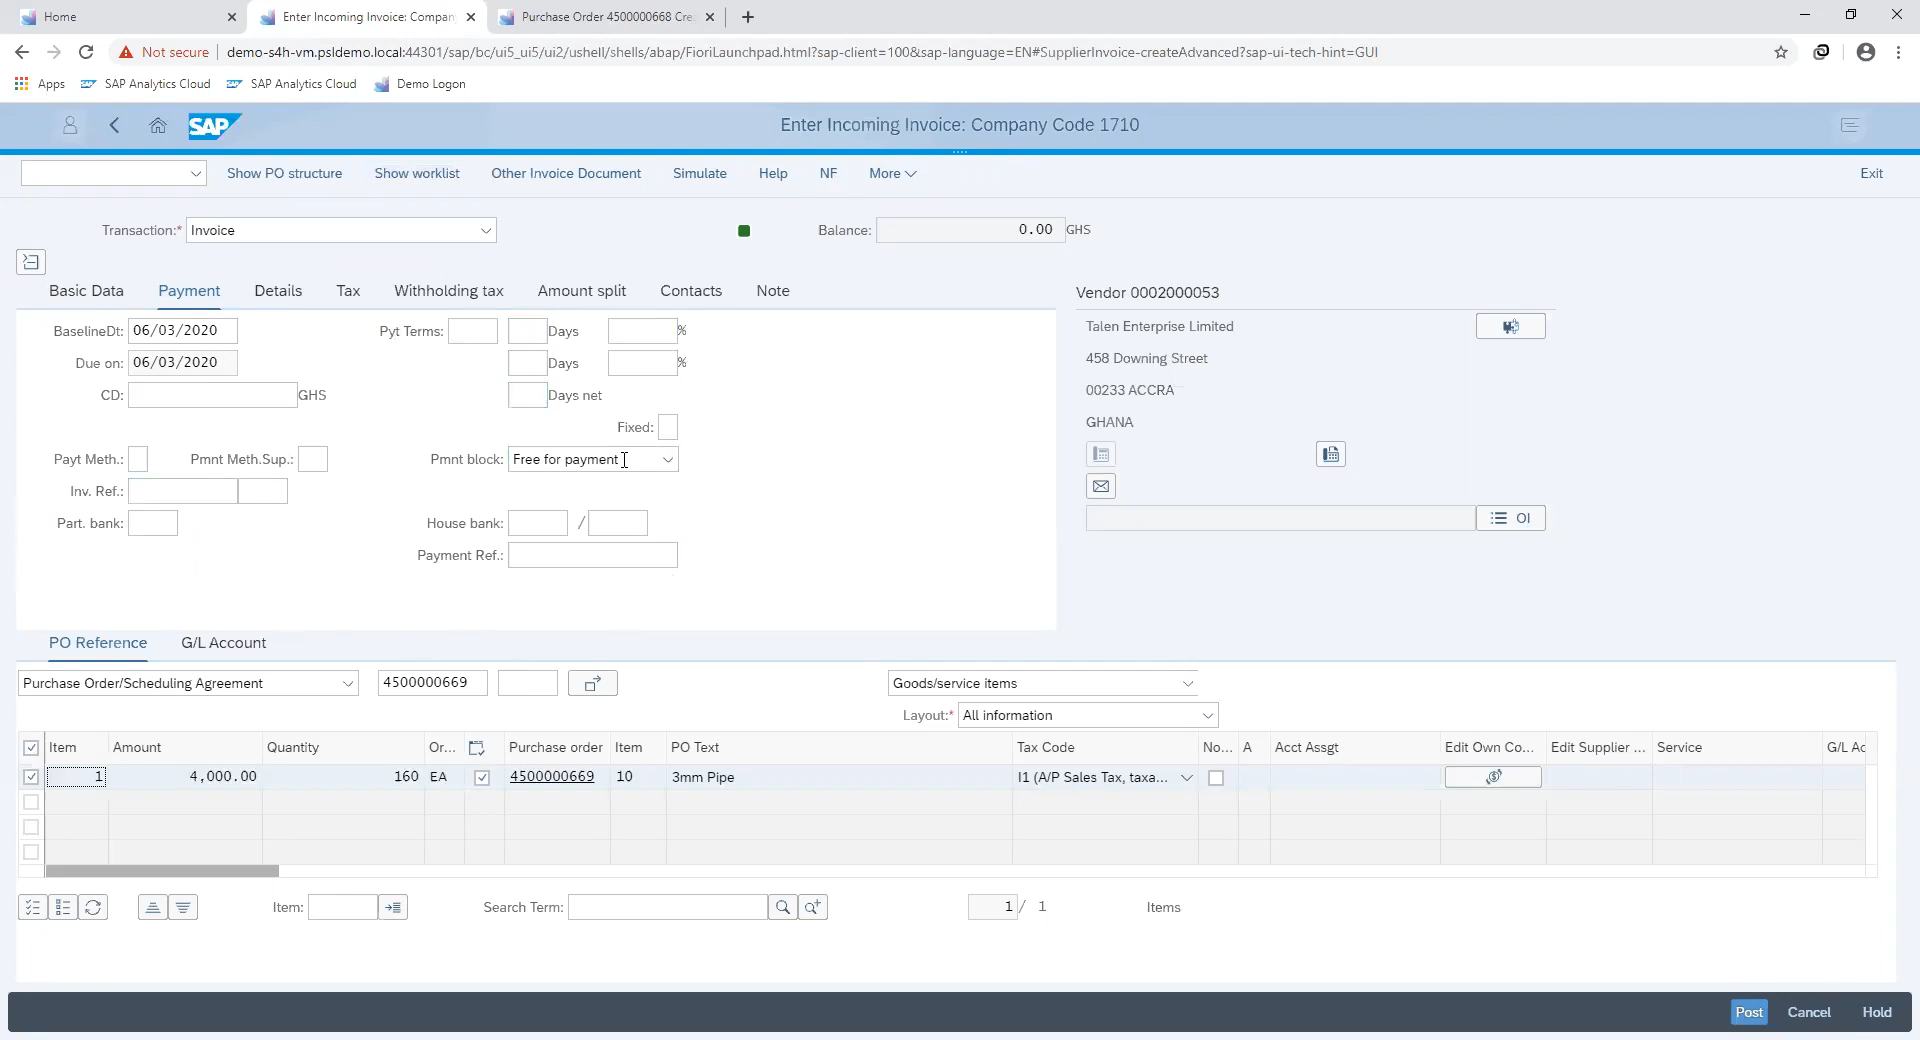 Home
Enter Incoming Invoice: Compan
Purchase Order 4500000668 Cre
Not secure
demo-s4h-vm.psldemo.local:44301/sap/bc/ui5_ui5/ui2/ushell/shells/abap/FioriLaunchpad.html?sap-client=100&sap-language=EN#SupplierInvoice-createAdvanced?sap-ui-tech-hint=GUI
Apps SAP Analytics Cloud SAP Analytics Cloud Demo Logon
SAP
Enter Incoming Invoice: Company Code 1710
Show PO structure Show worklist Other Invoice Document Simulate Help NF More Exit
Transaction:* Invoice Balance: 0.00 GHS
Basic Data Payment Details Tax Withholding tax Amount split Contacts Note
Vendor 0002000053
BaselineDt: 06/03/2020 Pyt Terms: Days %
Talen Enterprise Limited
Due on: 06/03/2020 Days %
458 Downing Street
CD: GHS Days net
00233 ACCRA
Fixed:
GHANA
Payt Meth.: Pmnt Meth.Sup.: Pmnt block: Free for payment
Inv. Ref.:
Part. bank: House bank: /
OI
Payment Ref.:
PO Reference G/L Account
Purchase Order/Scheduling Agreement 4500000669 Goods/service items
Layout:* All information
Item Amount Quantity Or... Purchase order Item PO Text Tax Code No... A Acct Assgt Edit Own Co... Edit Supplier ... Service G/L Ac
1 4,000.00 160 EA 4500000669 10 3mm Pipe I1 (A/P Sales Tax, taxa...
Item: Search Term: 1 / 1 Items
Post Cancel Hold